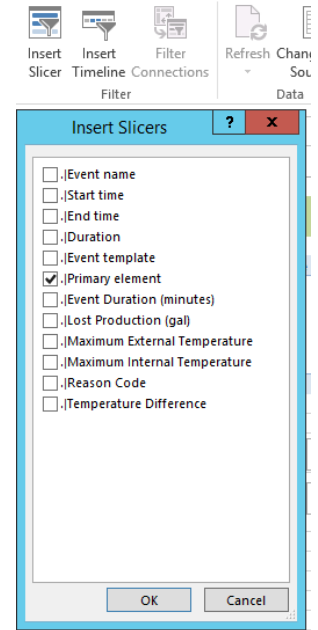 Insert Insert Filter Refresh Chang
Slicer Timeline Connections Sou
Filter Data
Insert Slicers ? x
.|Event name
.|Start time
.|End time
.|Duration
.|Event template
.|Primary element
.|Event Duration (minutes)
.|Lost Production (gal)
.|Maximum External Temperature
.|Maximum Internal Temperature
.|Reason Code
.|Temperature Difference
OK Cancel